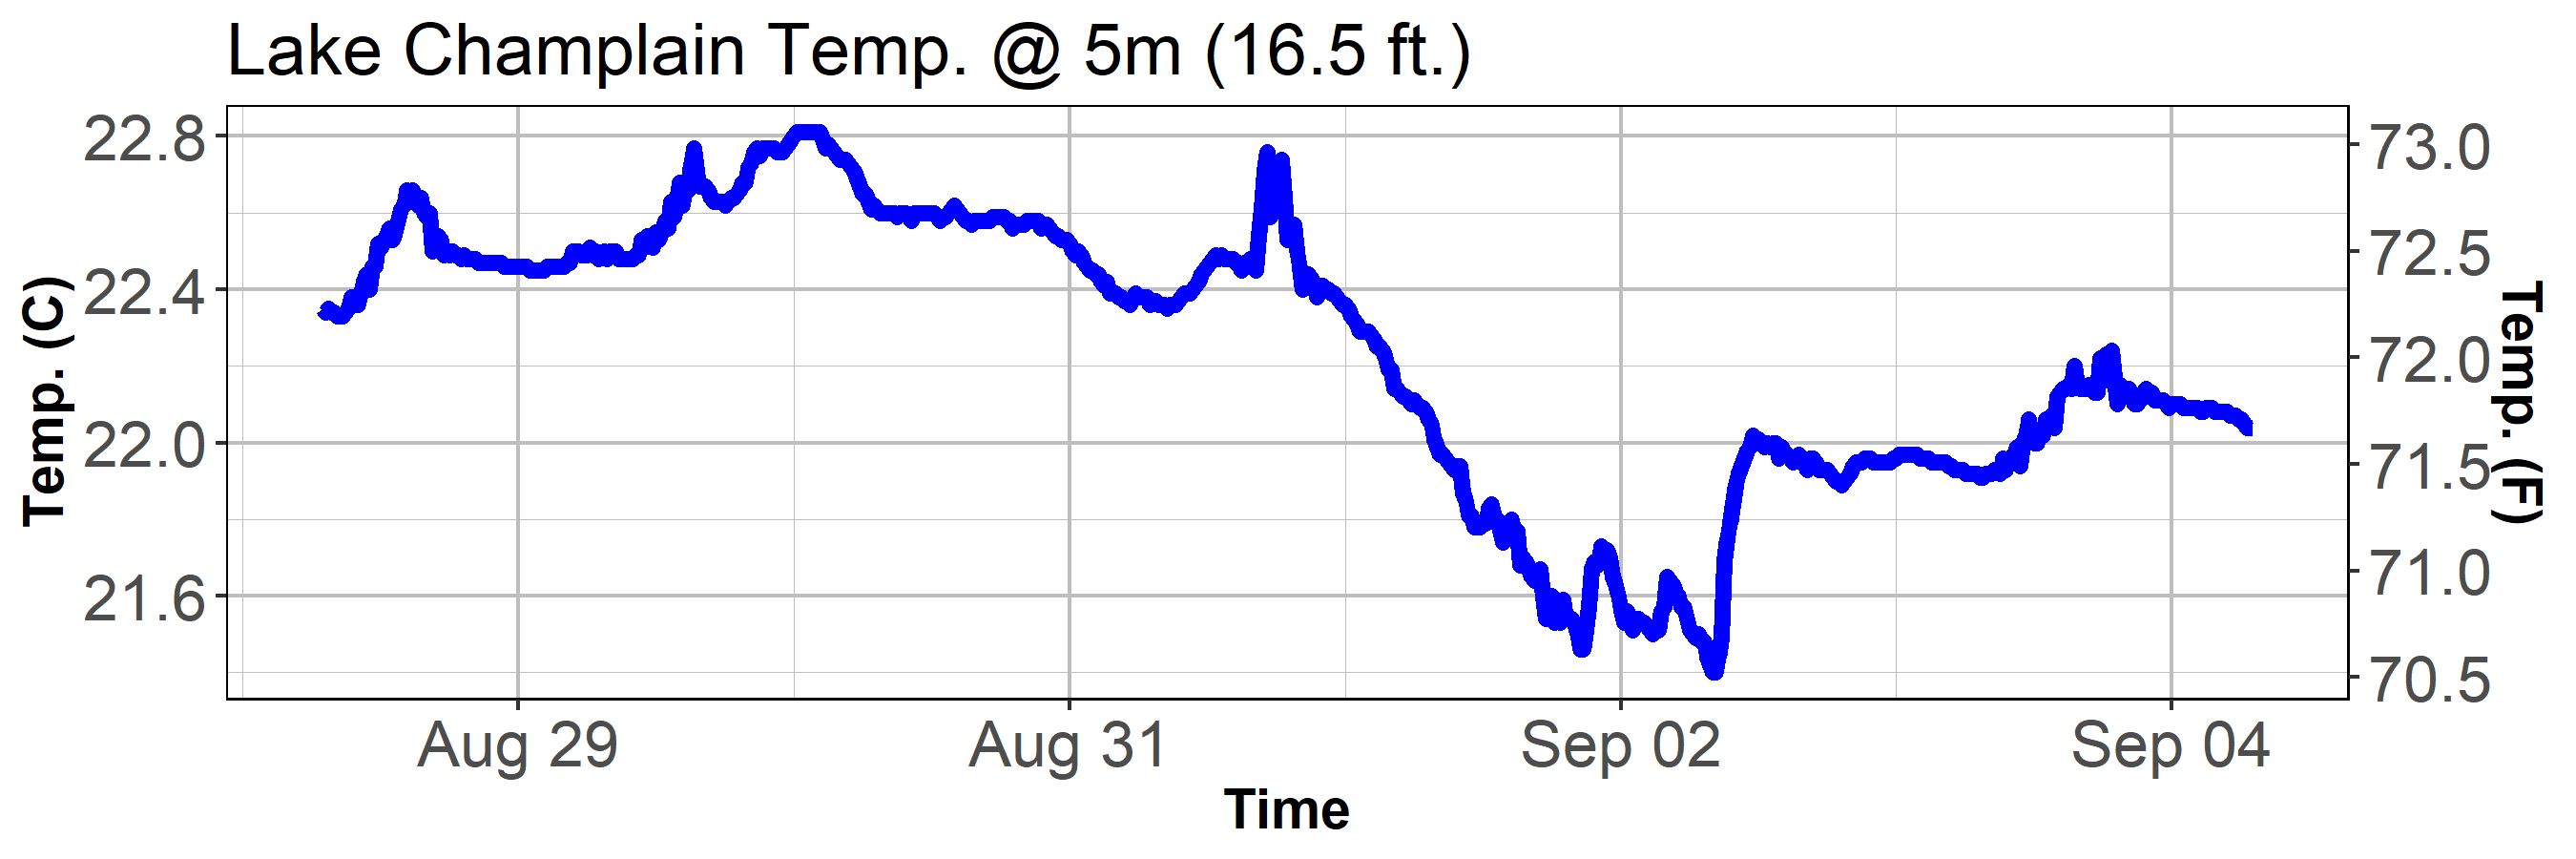 Lake Champlain Temp. @ 5m (16.5 ft.)
Temp. (C)
22.8
22.4
22.0
21.6
73.0
72.5
72.0
71.5
71.0
70.5
Temp. (F)
Aug 29
Aug 31
Sep 02
Sep 04
Time